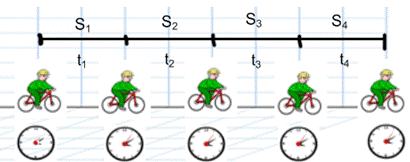 S₁ S₂ S₃ S₄
t₁ t₂ t₃ t₄